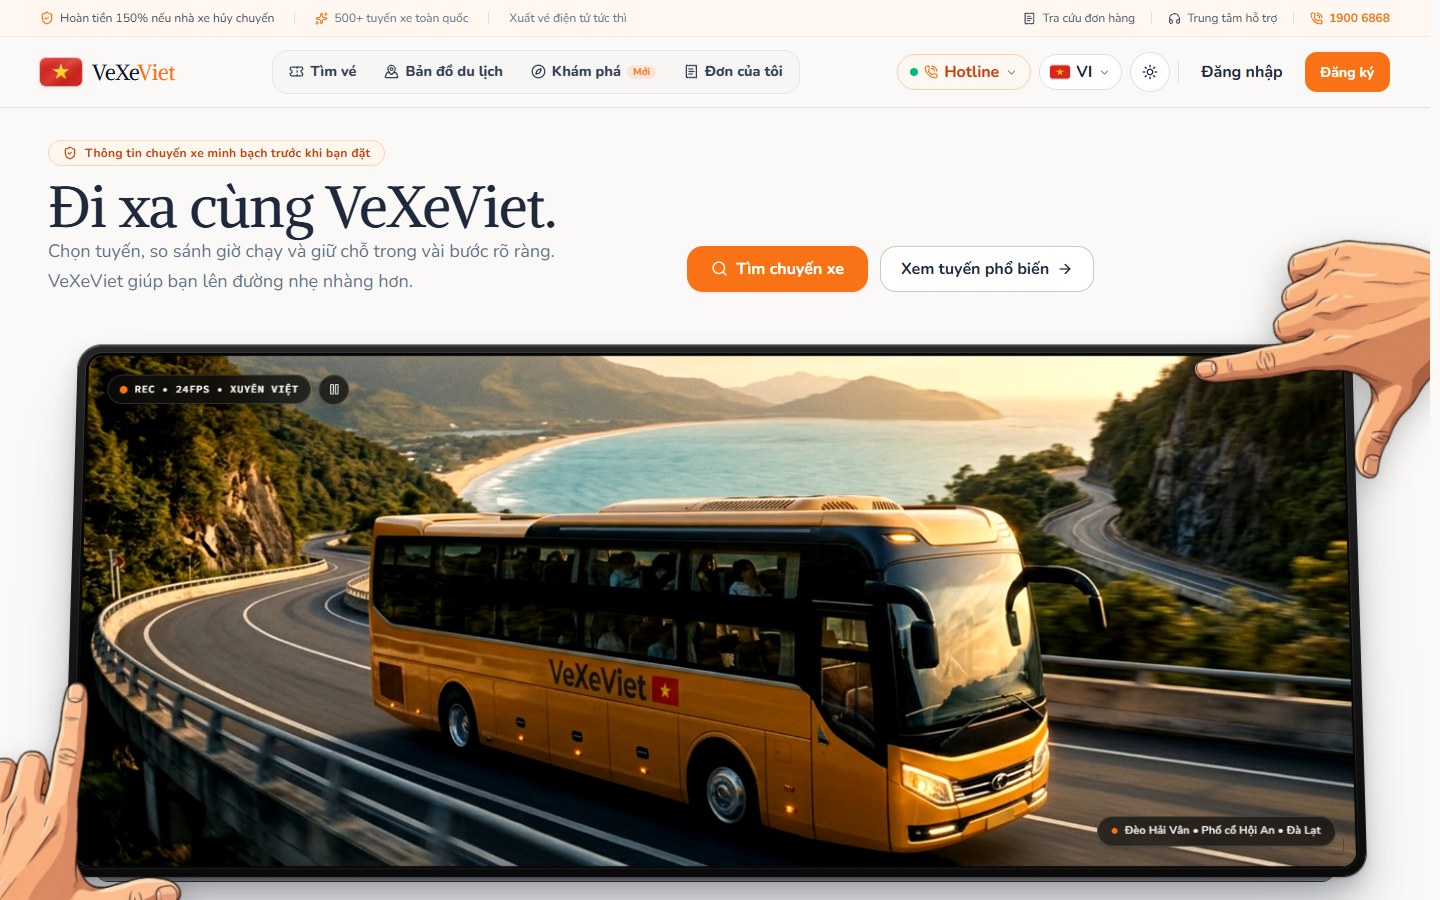 Hoàn tiền 150% nếu nhà xe hủy chuyến
500+ tuyến xe toàn quốc
Xuất vé điện tử tức thì
Tra cứu đơn hàng
Trung tâm hỗ trợ
1900 6868
VeXeViet
Tìm vé
Bản đồ du lịch
Khám phá Mới
Đơn của tôi
Hotline
VI
Đăng nhập
Đăng ký
Thông tin chuyến xe minh bạch trước khi bạn đặt
Đi xa cùng VeXeViet.
Chọn tuyến, so sánh giờ chạy và giữ chỗ trong vài bước rõ ràng.
VeXeViet giúp bạn lên đường nhẹ nhàng hơn.
Tìm chuyến xe
Xem tuyến phổ biến
REC • 24FPS • XUYÊN VIỆT
VeXeViet
Đèo Hải Vân • Phố cổ Hội An • Đà Lạt